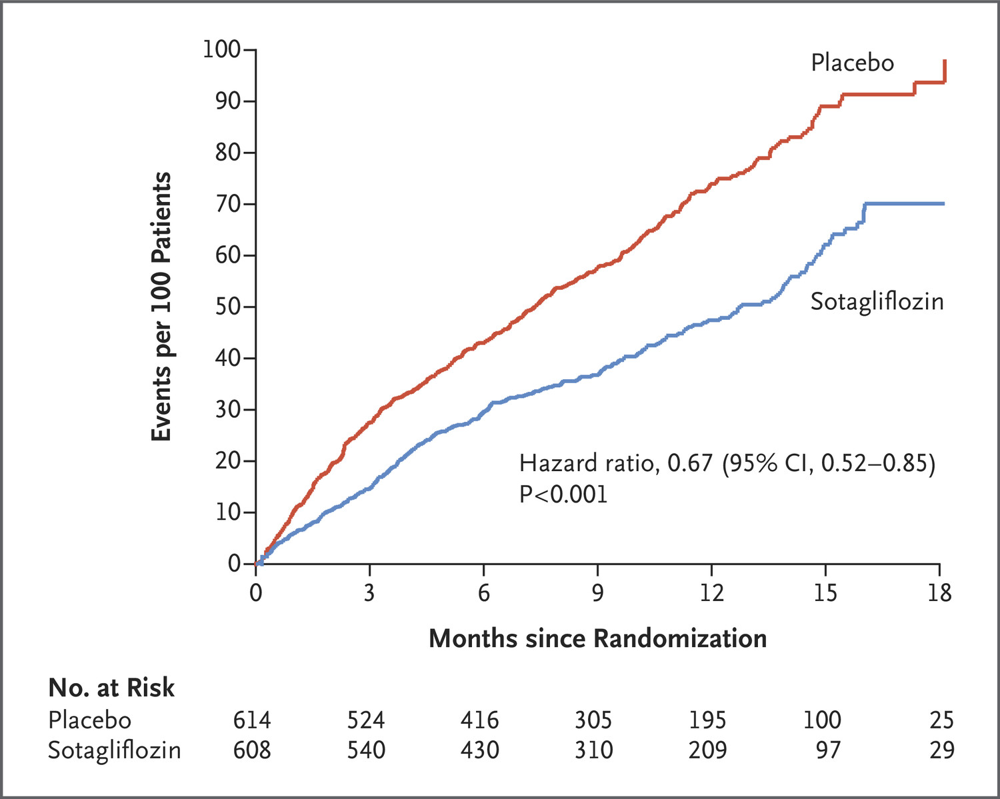 100
90
80
70
60
50
40
30
20
10
0
Events per 100 Patients
Placebo
Sotagliflozin
Hazard ratio, 0.67 (95% CI, 0.52–0.85)
P<0.001
0 3 6 9 12 15 18
Months since Randomization
No. at Risk
Placebo 614 524 416 305 195 100 25
Sotagliflozin 608 540 430 310 209 97 29